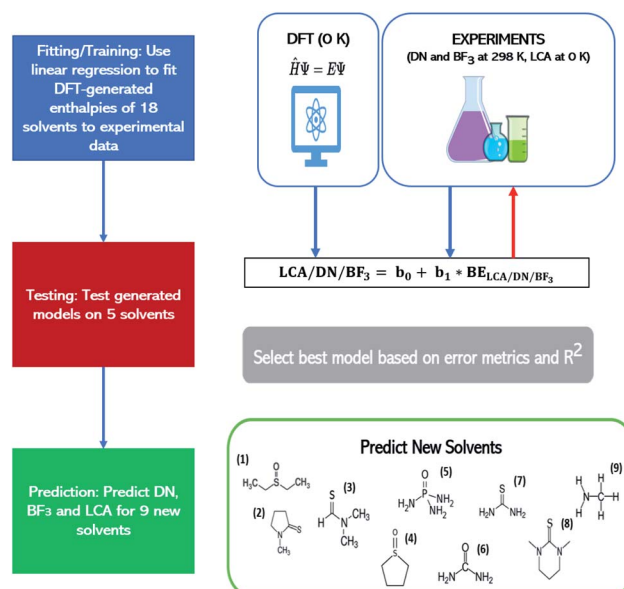 Fitting/Training: Use
linear regression to fit
DFT-generated
enthalpies of 18
solvents to experimental
data
Testing: Test generated
models on 5 solvents
Prediction: Predict DN,
BF₃ and LCA for 9 new
solvents
DFT (0 K)
ĤΨ = EΨ
EXPERIMENTS
(DN and BF₃ at 298 K, LCA at 0 K)
LCA/DN/BF₃ = b₀ + b₁ * BE_LCA/DN/BF₃
Select best model based on error metrics and R²
Predict New Solvents
(1)
O
S
H₃C CH₃
(2)
N
S
CH₃
(3)
S
H N CH₃
CH₃
(4)
O
S
(5)
O
P
NH₂ NH₂
NH₂
(6)
O
C
H₂N NH₂
(7)
S
H₂N NH₂
(8)
S
N N
(9)
H H
N C H
H H